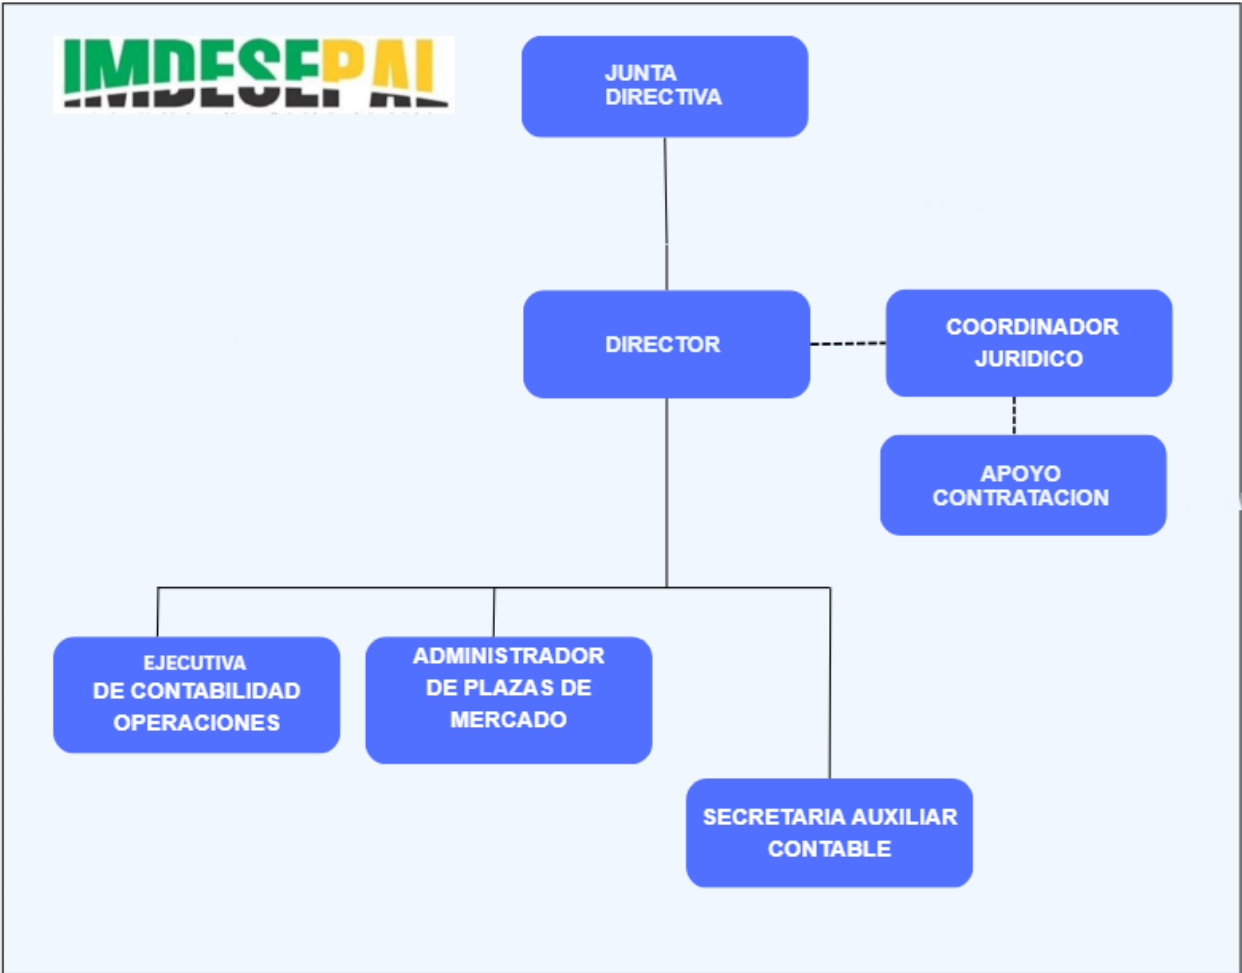 IMDESEPAL
JUNTA
DIRECTIVA
DIRECTOR
COORDINADOR
JURIDICO
APOYO
CONTRATACION
EJECUTIVA
DE CONTABILIDAD
OPERACIONES
ADMINISTRADOR
DE PLAZAS DE
MERCADO
SECRETARIA AUXILIAR
CONTABLE